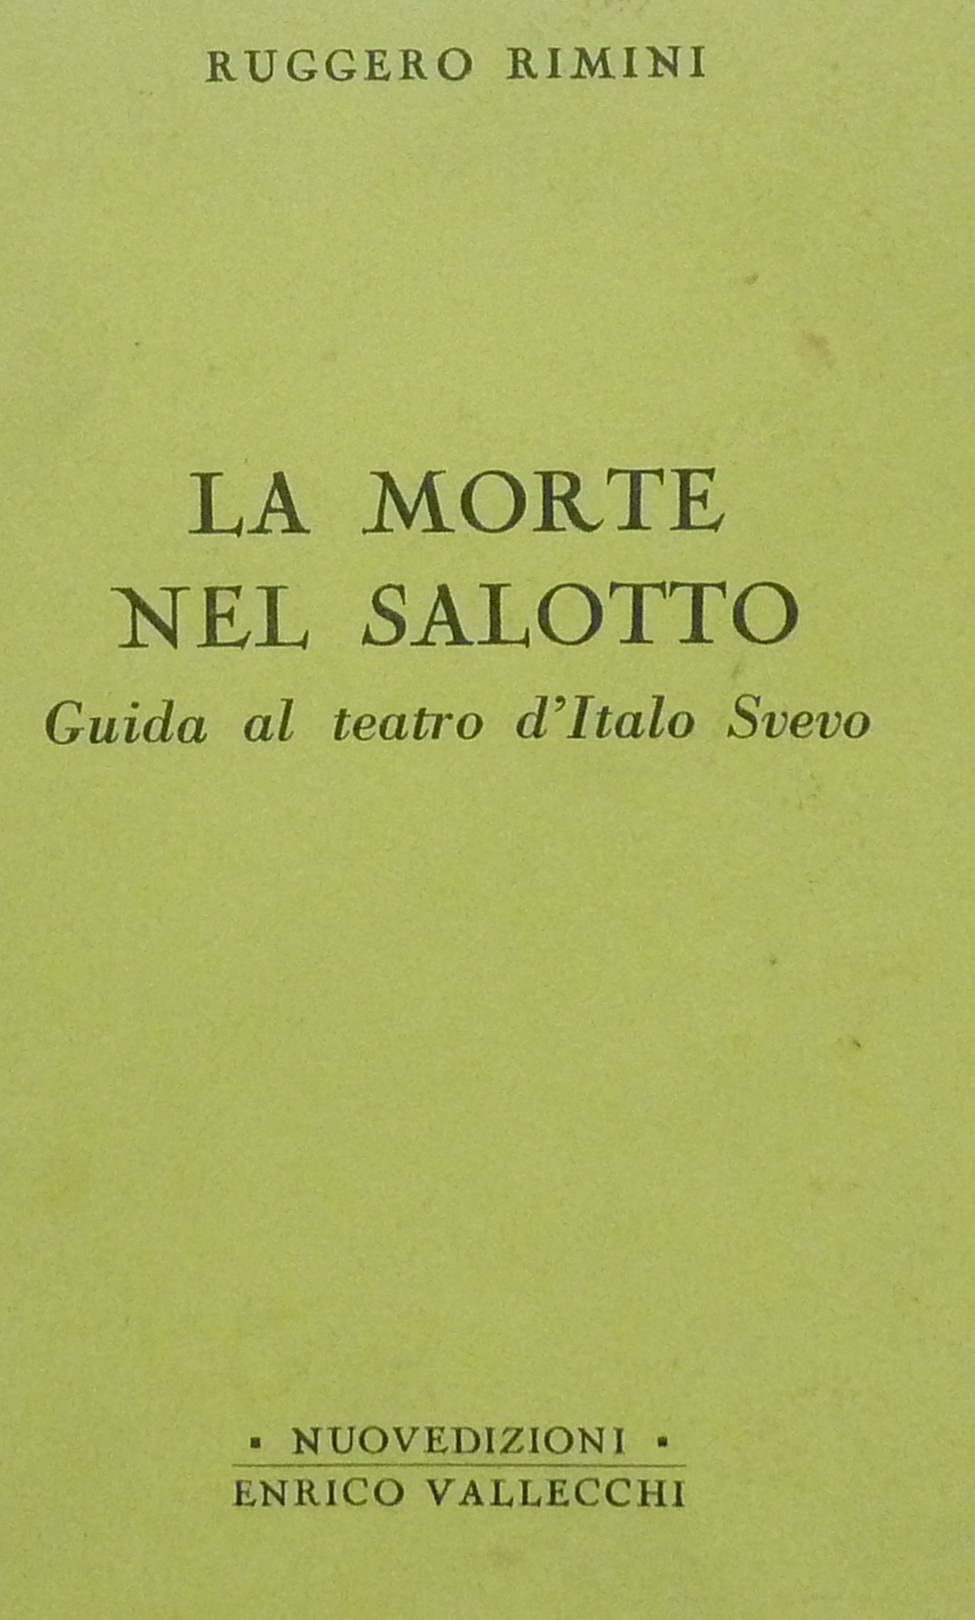 RUGGERO RIMINI
LA MORTE
NEL SALOTTO
Guida al teatro d'Italo Svevo
▪ NUOVEDIZIONI ▪
ENRICO VALLECCHI